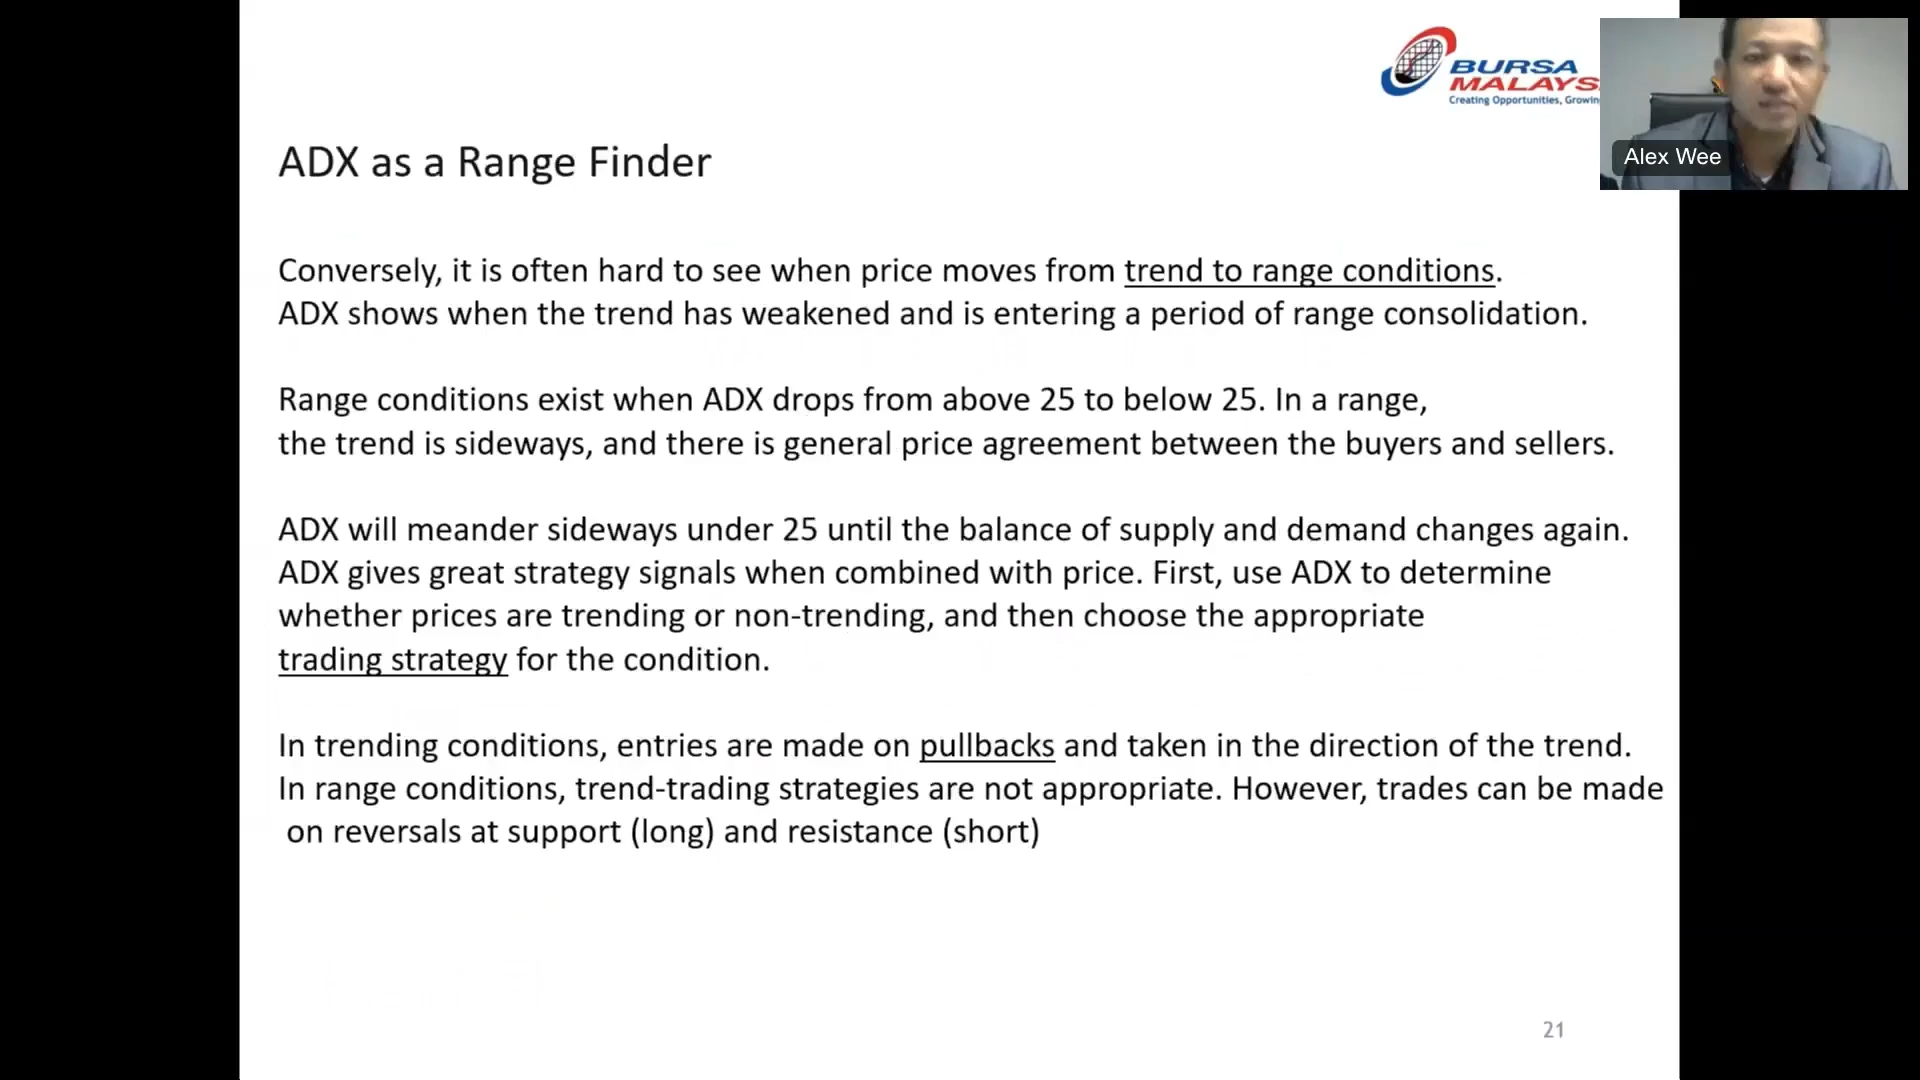 BURSA
MALAYS
Creating Opportunities, Growin
Alex Wee
ADX as a Range Finder
Conversely, it is often hard to see when price moves from trend to range conditions.
ADX shows when the trend has weakened and is entering a period of range consolidation.
Range conditions exist when ADX drops from above 25 to below 25. In a range,
the trend is sideways, and there is general price agreement between the buyers and sellers.
ADX will meander sideways under 25 until the balance of supply and demand changes again.
ADX gives great strategy signals when combined with price. First, use ADX to determine
whether prices are trending or non-trending, and then choose the appropriate
trading strategy for the condition.
In trending conditions, entries are made on pullbacks and taken in the direction of the trend.
In range conditions, trend-trading strategies are not appropriate. However, trades can be made
on reversals at support (long) and resistance (short)
21